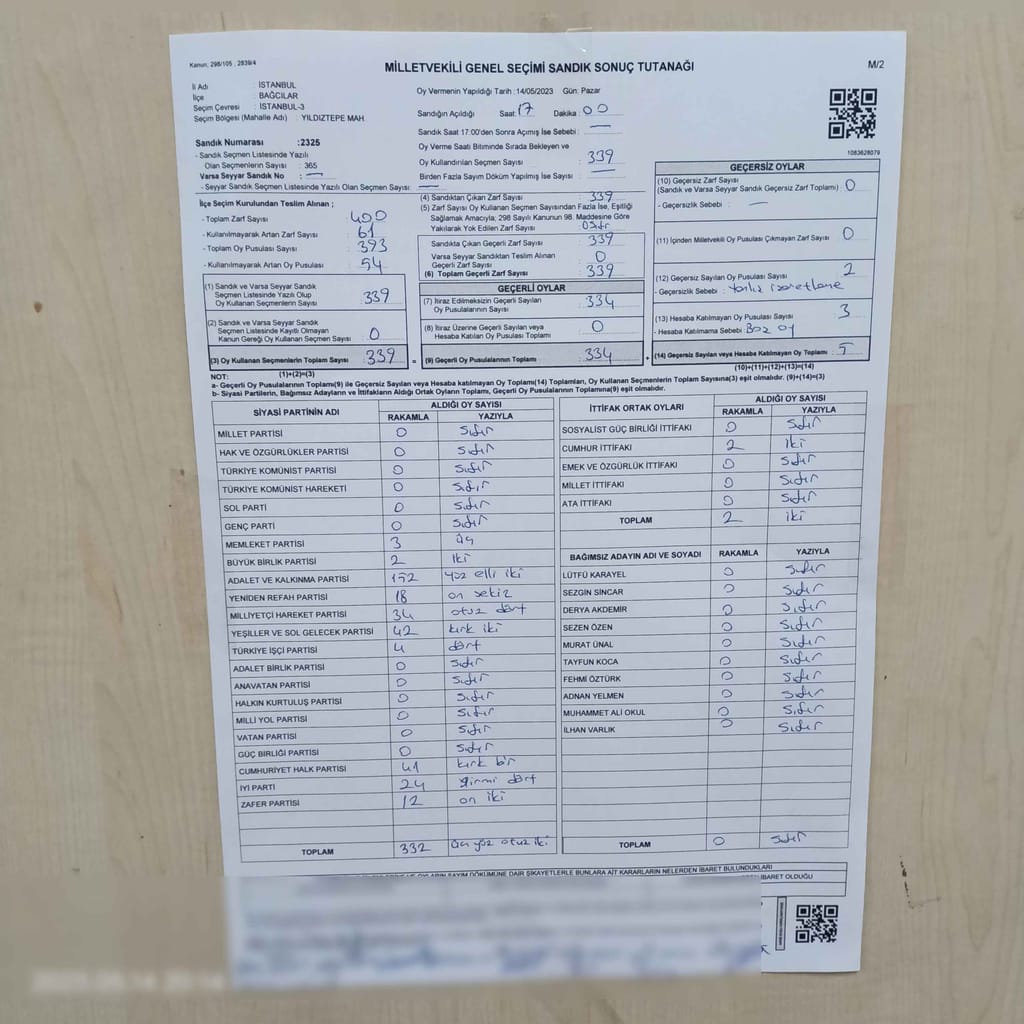 Kanun; 298/105 , 2839/4
MİLLETVEKİLİ GENEL SEÇİMİ SANDIK SONUÇ TUTANAĞI
M/2
İl Adı : İSTANBUL
İlçe : BAĞCILAR
Seçim Çevresi : İSTANBUL-3
Seçim Bölgesi (Mahalle Adı) : YILDIZTEPE MAH.
Sandık Numarası :2325
- Sandık Seçmen Listesinde Yazılı
Olan Seçmenlerin Sayısı : 365
Varsa Seyyar Sandık No : —
- Seyyar Sandık Seçmen Listesinde Yazılı Olan Seçmen Sayısı: —
İlçe Seçim Kurulundan Teslim Alınan ;
- Toplam Zarf Sayısı : 400
- Kullanılmayarak Artan Zarf Sayısı : 61
- Toplam Oy Pusulası Sayısı : 393
- Kullanılmayarak Artan Oy Pusulası : 54
(1) Sandık ve Varsa Seyyar Sandık
Seçmen Listesinde Yazılı Olup
Oy Kullanan Seçmenlerin Sayısı : 339
(2) Sandık ve Varsa Seyyar Sandık
Seçmen Listesinde Kayıtlı Olmayan
Kanun Gereği Oy Kullanan Seçmen Sayısı : 0
(3) Oy Kullanan Seçmenlerin Toplam Sayısı : 339 =
(1)+(2)=(3)
Oy Vermenin Yapıldığı Tarih :14/05/2023 Gün: Pazar
Sandığın Açıldığı Saat: 17 Dakika : 00
Sandık Saat 17:00'den Sonra Açımış İse Sebebi : —
Oy Verme Saati Bitiminde Sırada Bekleyen ve
Oy Kullandırılan Seçmen Sayısı : 339
Birden Fazla Sayım Döküm Yapılmış İse Sayısı : —
(4) Sandıktan Çıkan Zarf Sayısı : 339
(5) Zarf Sayısı Oy Kullanan Seçmen Sayısından Fazla İse, Eşitliği
Sağlamak Amacıyla, 298 Sayılı Kanunun 98. Maddesine Göre
Yakılarak Yok Edilen Zarf Sayısı : 0
Sandıkta Çıkan Geçerli Zarf Sayısı : 339
Varsa Seyyar Sandıktan Teslim Alınan
Geçerli Zarf Sayısı : 0
(6) Toplam Geçerli Zarf Sayısı : 339
GEÇERLİ OYLAR
(7) İtiraz Edilmeksizin Geçerli Sayılan
Oy Pusulasının Sayısı : 334
(8) İtiraz Üzerine Geçerli Sayılan veya
Hesaba Katılan Oy Pusulası Toplamı : 0
(9) Geçerli Oy Pusulalarının Toplamı : 334 +
1083628079
GEÇERSİZ OYLAR
(10) Geçersiz Zarf Sayısı
(Sandık ve Varsa Seyyar Sandık Geçersiz Zarf Toplamı) : 0
- Geçersizlik Sebebi : —
(11) İçinden Milletvekili Oy Pusulası Çıkmayan Zarf Sayısı : 0
(12) Geçersiz Sayılan Oy Pusulası Sayısı : 2
- Geçersizlik Sebebi : Yanlış işaretleme
(13) Hesaba Katılmayan Oy Pusulası Sayısı : 3
- Hesaba Katılmama Sebebi : Boz oy
(14) Geçersiz Sayılan veya Hesaba Katılmayan Oy Toplamı : 5
(10)+(11)+(12)+(13)=(14)
NOT:
a- Geçerli Oy Pusulalarının Toplamı(9) ile Geçersiz Sayılan veya Hesaba katılmayan Oy Toplamı(14) Toplamları, Oy Kullanan Seçmenlerin Toplam Sayısına(3) eşit olmalıdır. (9)+(14)=(3)
b- Siyasi Partilerin, Bağımsız Adayların ve İttifakların Aldığı Ortak Oyların Toplamı, Geçerli Oy Pusulalarının Toplamına(9) eşit olmalıdır.
SİYASİ PARTİNİN ADI ALDIĞI OY SAYISI
RAKAMLA YAZIYLA
MİLLET PARTİSİ 0 Sıfır
HAK VE ÖZGÜRLÜKLER PARTİSİ 0 Sıfır
TÜRKİYE KOMÜNİST PARTİSİ 0 Sıfır
TÜRKİYE KOMÜNİST HAREKETİ 0 Sıfır
SOL PARTİ 0 Sıfır
GENÇ PARTİ 0 Sıfır
MEMLEKET PARTİSİ 3 üç
BÜYÜK BİRLİK PARTİSİ 2 İki
ADALET VE KALKINMA PARTİSİ 152 yüz elli iki
YENİDEN REFAH PARTİSİ 18 on sekiz
MİLLİYETÇİ HAREKET PARTİSİ 34 otuz dört
YEŞİLLER VE SOL GELECEK PARTİSİ 42 kırk iki
TÜRKİYE İŞÇİ PARTİSİ 4 dört
ADALET BİRLİK PARTİSİ 0 Sıfır
ANAVATAN PARTİSİ 0 Sıfır
HALKIN KURTULUŞ PARTİSİ 0 Sıfır
MİLLİ YOL PARTİSİ 0 Sıfır
VATAN PARTİSİ 0 Sıfır
GÜÇ BİRLİĞİ PARTİSİ 0 Sıfır
CUMHURİYET HALK PARTİSİ 41 kırk bir
İYİ PARTİ 24 yirmi dört
ZAFER PARTİSİ 12 on iki
TOPLAM 332 üç yüz otuz iki
İTTİFAK ORTAK OYLARI ALDIĞI OY SAYISI
RAKAMLA YAZIYLA
SOSYALİST GÜÇ BİRLİĞİ İTTİFAKI 0 Sıfır
CUMHUR İTTİFAKI 2 İki
EMEK VE ÖZGÜRLÜK İTTİFAKI 0 Sıfır
MİLLET İTTİFAKI 0 Sıfır
ATA İTTİFAKI 0 Sıfır
TOPLAM 2 iki
BAĞIMSIZ ADAYIN ADI VE SOYADI RAKAMLA YAZIYLA
LÜTFÜ KARAYEL 0 Sıfır
SEZGİN SİNCAR 0 Sıfır
DERYA AKDEMİR 0 Sıfır
SEZEN ÖZEN 0 Sıfır
MURAT ÜNAL 0 Sıfır
TAYFUN KOCA 0 Sıfır
FEHMİ ÖZTÜRK 0 Sıfır
ADNAN YELMEN 0 Sıfır
MUHAMMET ALİ OKUL 0 Sıfır
İLHAN VARLIK 0 Sıfır
TOPLAM 0 Sıfır
OYLARIN SAYIM DÖKÜMÜNE DAİR ŞİKAYETLERLE BUNLARA AİT KARARLARIN NELERDEN İBARET BULUNDUKLARI
İBARET OLDUĞU